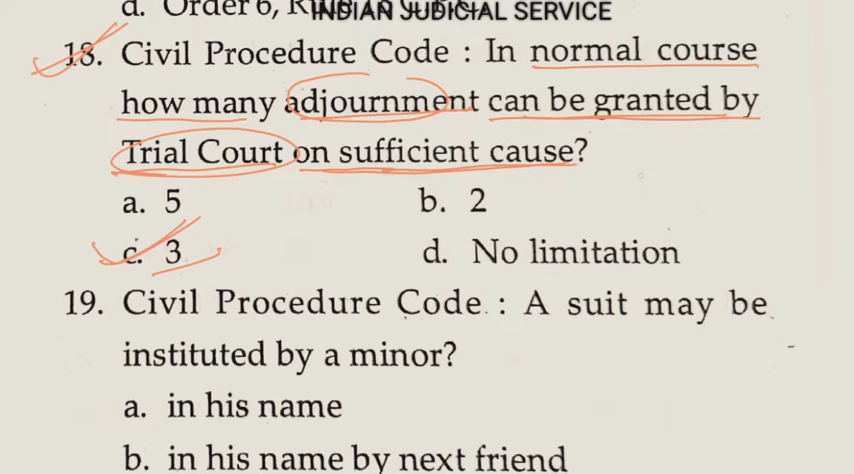 d. Order 6,
INDIAN JUDICIAL SERVICE
18. Civil Procedure Code : In normal course
how many adjournment can be granted by
Trial Court on sufficient cause?
a. 5 b. 2
c. 3 d. No limitation
19. Civil Procedure Code : A suit may be
instituted by a minor?
a. in his name
b. in his name by next friend